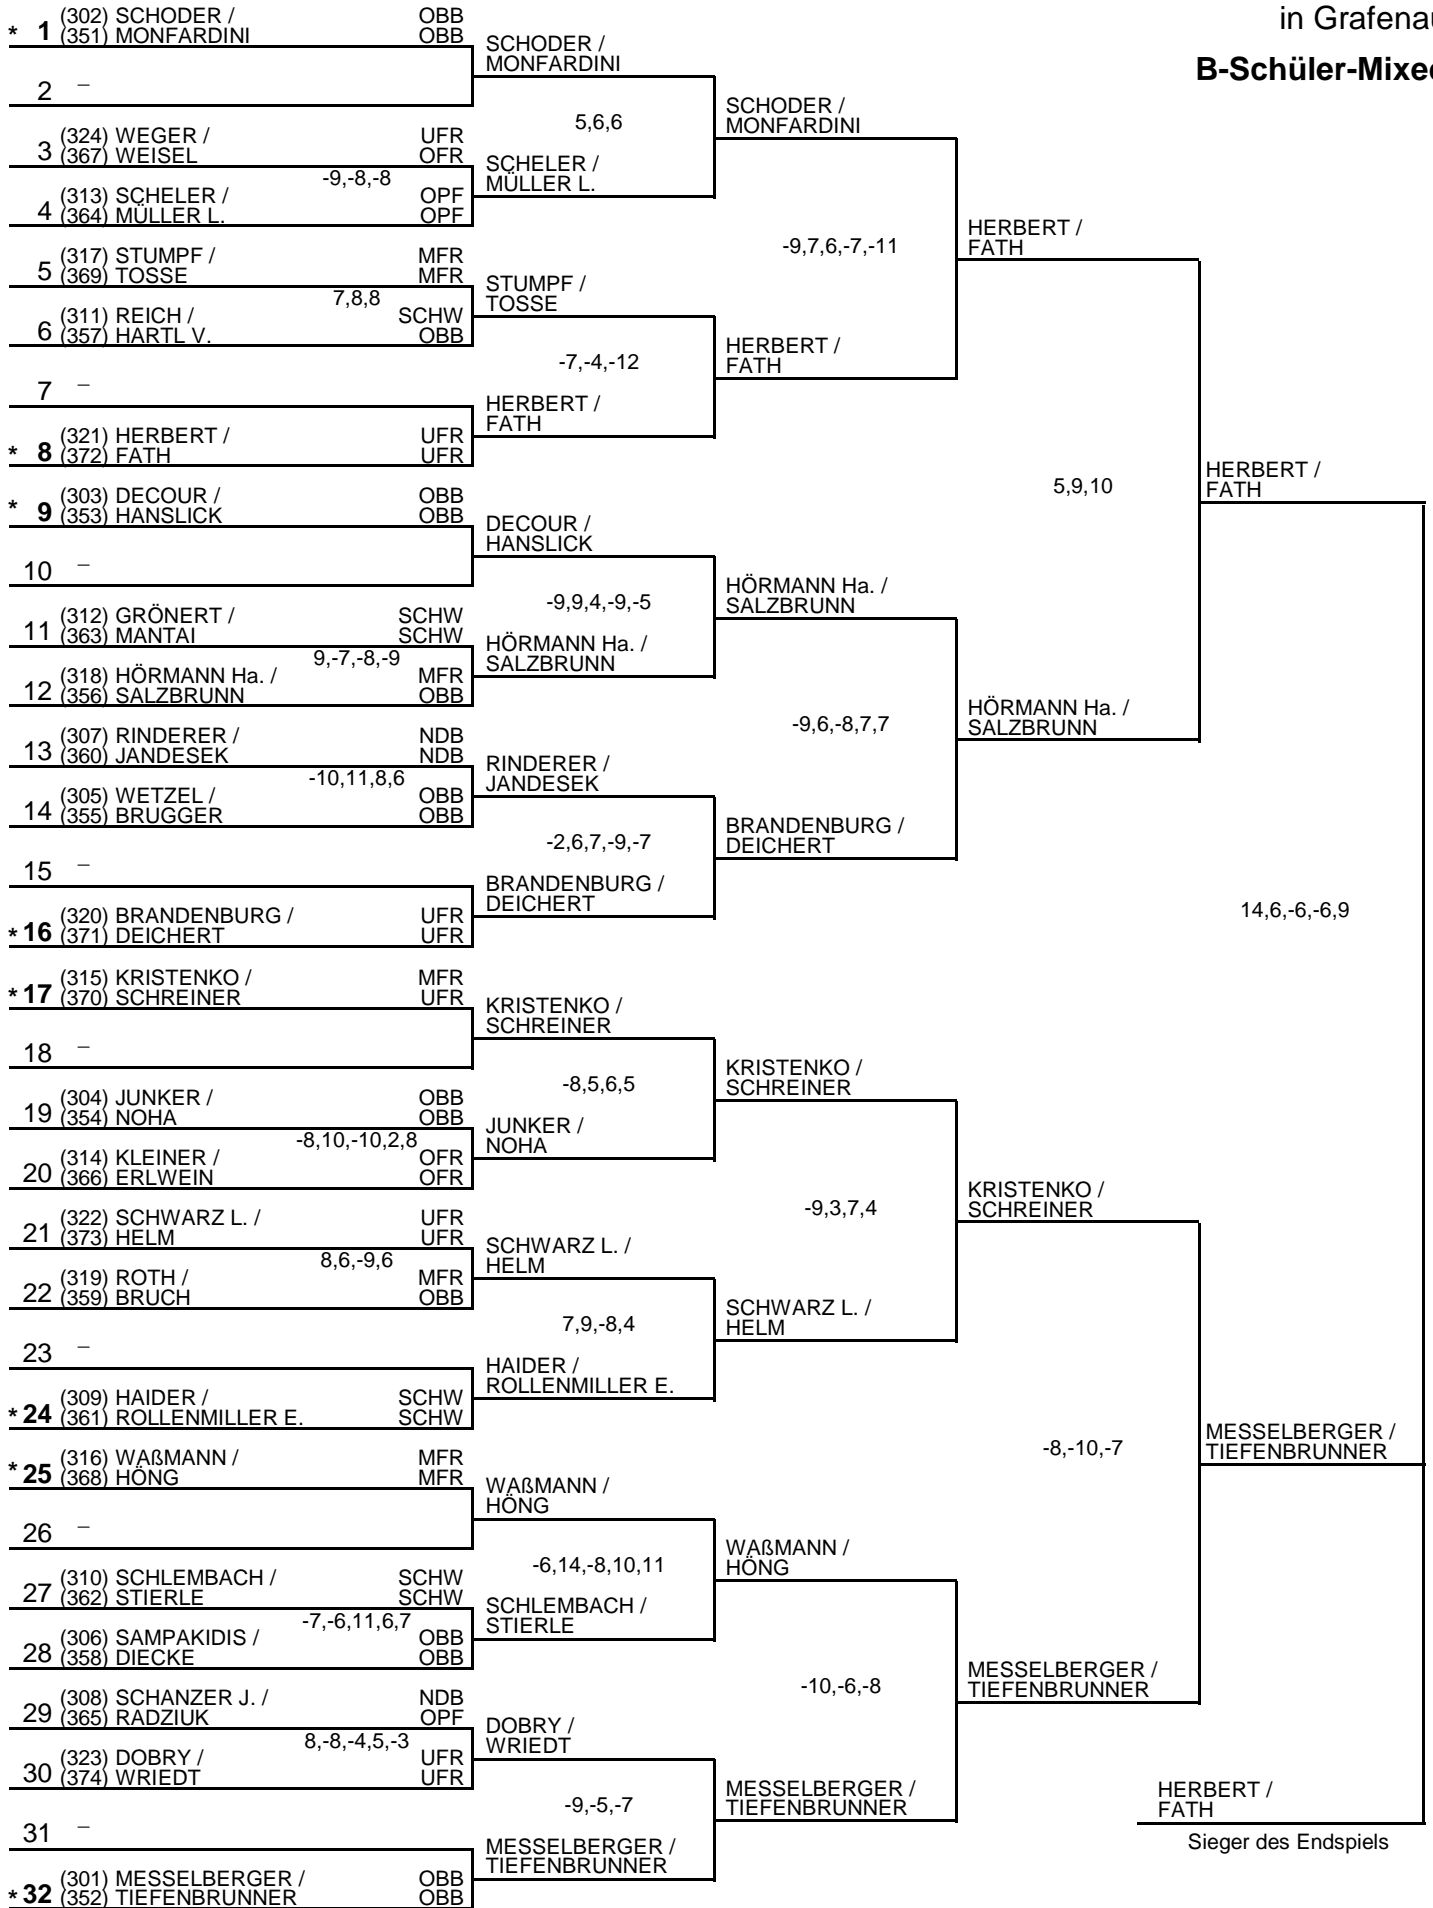 in Grafenau
B-Schüler-Mixed
* 1 (302) SCHODER / OBB
(351) MONFARDINI OBB
2 –
3 (324) WEGER / UFR
(367) WEISEL OFR
-9,-8,-8
4 (313) SCHELER / OPF
(364) MÜLLER L. OPF
5 (317) STUMPF / MFR
(369) TOSSE MFR
7,8,8
6 (311) REICH / SCHW
(357) HARTL V. OBB
7 –
* 8 (321) HERBERT / UFR
(372) FATH UFR
* 9 (303) DECOUR / OBB
(353) HANSLICK OBB
10 –
11 (312) GRÖNERT / SCHW
(363) MANTAI SCHW
9,-7,-8,-9
12 (318) HÖRMANN Ha. / MFR
(356) SALZBRUNN OBB
13 (307) RINDERER / NDB
(360) JANDESEK NDB
-10,11,8,6
14 (305) WETZEL / OBB
(355) BRUGGER OBB
15 –
* 16 (320) BRANDENBURG / UFR
(371) DEICHERT UFR
* 17 (315) KRISTENKO / MFR
(370) SCHREINER UFR
18 –
19 (304) JUNKER / OBB
(354) NOHA OBB
-8,10,-10,2,8
20 (314) KLEINER / OFR
(366) ERLWEIN OFR
21 (322) SCHWARZ L. / UFR
(373) HELM UFR
8,6,-9,6
22 (319) ROTH / MFR
(359) BRUCH OBB
23 –
* 24 (309) HAIDER / SCHW
(361) ROLLENMILLER E. SCHW
* 25 (316) WAßMANN / MFR
(368) HÖNG MFR
26 –
27 (310) SCHLEMBACH / SCHW
(362) STIERLE SCHW
-7,-6,11,6,7
28 (306) SAMPAKIDIS / OBB
(358) DIECKE OBB
29 (308) SCHANZER J. / NDB
(365) RADZIUK OPF
8,-8,-4,5,-3
30 (323) DOBRY / UFR
(374) WRIEDT UFR
31 –
* 32 (301) MESSELBERGER / OBB
(352) TIEFENBRUNNER OBB
SCHODER /
MONFARDINI
5,6,6
SCHELER /
MÜLLER L.
STUMPF /
TOSSE
-7,-4,-12
HERBERT /
FATH
DECOUR /
HANSLICK
-9,9,4,-9,-5
HÖRMANN Ha. /
SALZBRUNN
RINDERER /
JANDESEK
-2,6,7,-9,-7
BRANDENBURG /
DEICHERT
KRISTENKO /
SCHREINER
-8,5,6,5
JUNKER /
NOHA
SCHWARZ L. /
HELM
7,9,-8,4
HAIDER /
ROLLENMILLER E.
WAßMANN /
HÖNG
-6,14,-8,10,11
SCHLEMBACH /
STIERLE
DOBRY /
WRIEDT
-9,-5,-7
MESSELBERGER /
TIEFENBRUNNER
SCHODER /
MONFARDINI
-9,7,6,-7,-11
HERBERT /
FATH
HÖRMANN Ha. /
SALZBRUNN
-9,6,-8,7,7
BRANDENBURG /
DEICHERT
KRISTENKO /
SCHREINER
-9,3,7,4
SCHWARZ L. /
HELM
WAßMANN /
HÖNG
-10,-6,-8
MESSELBERGER /
TIEFENBRUNNER
HERBERT /
FATH
5,9,10
HÖRMANN Ha. /
SALZBRUNN
KRISTENKO /
SCHREINER
-8,-10,-7
MESSELBERGER /
TIEFENBRUNNER
HERBERT /
FATH
14,6,-6,-6,9
MESSELBERGER /
TIEFENBRUNNER
HERBERT /
FATH
Sieger des Endspiels